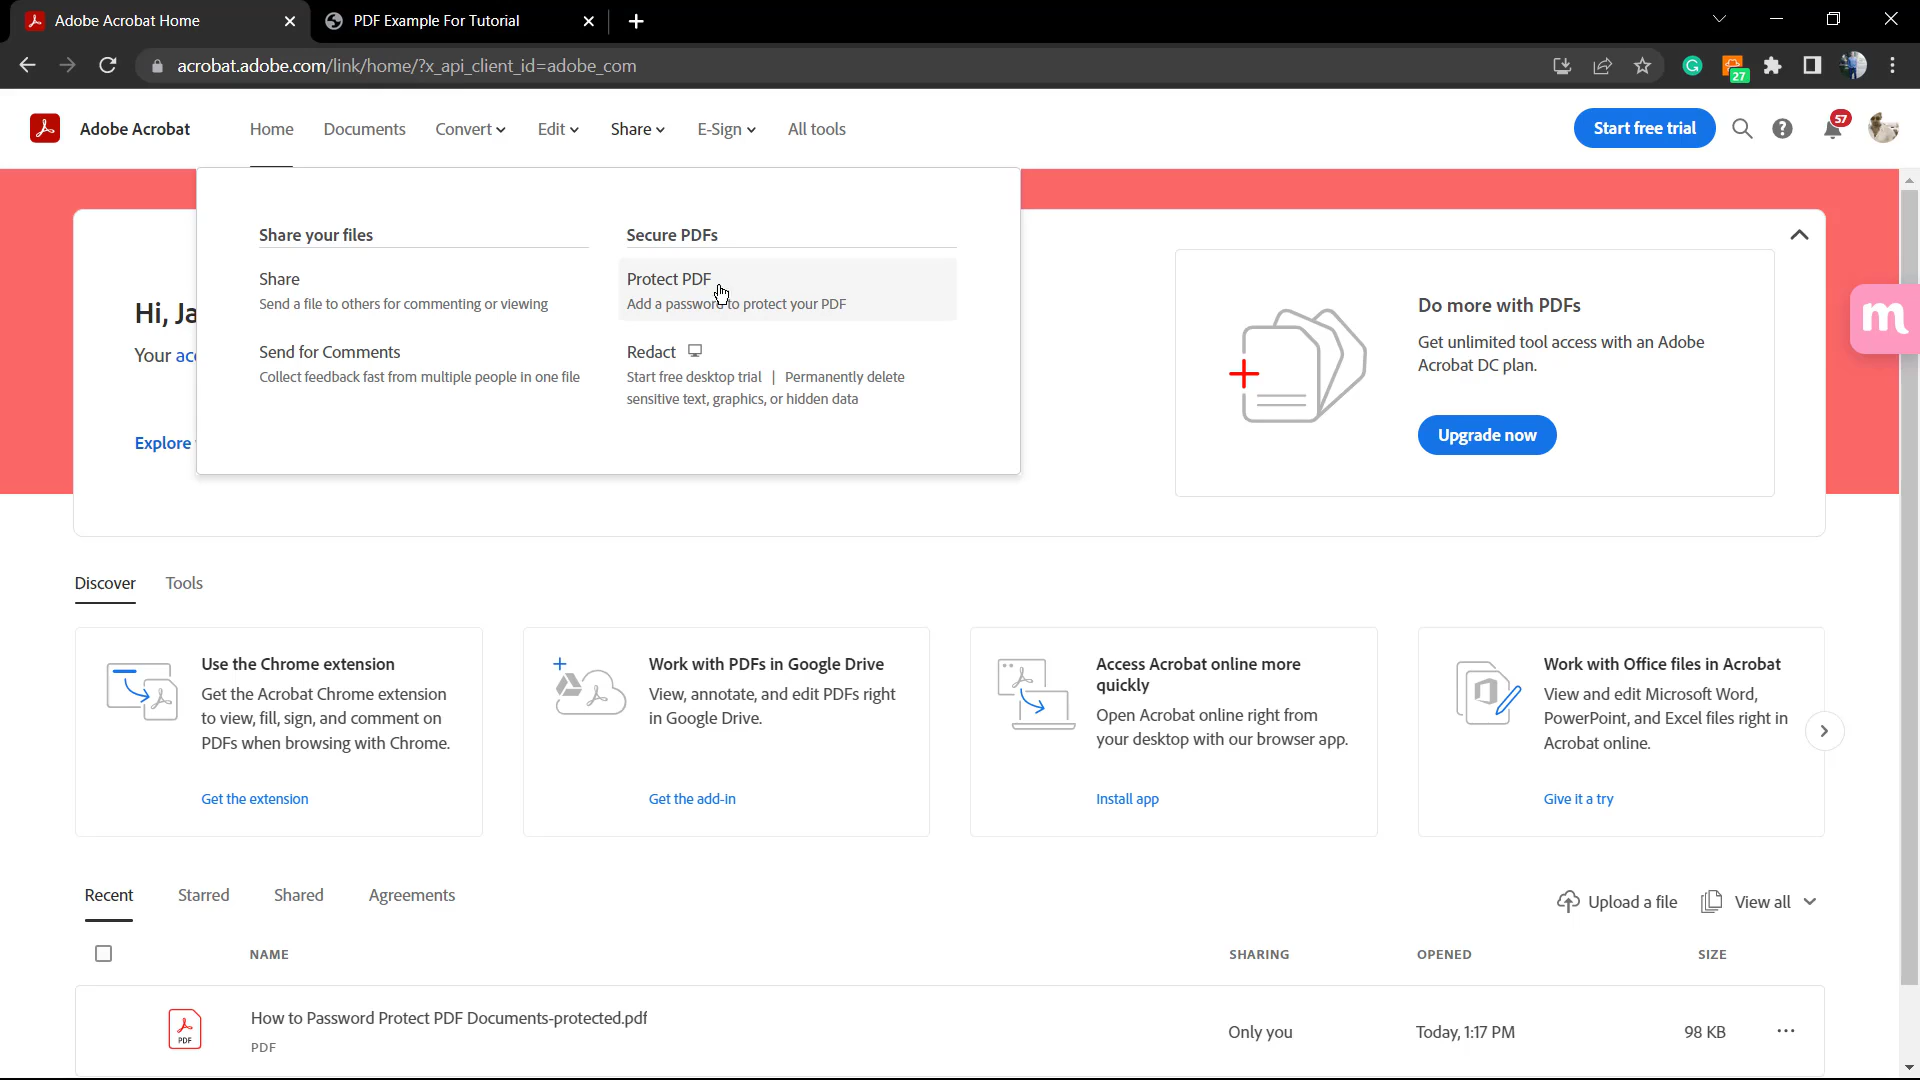 Adobe Acrobat Home
PDF Example For Tutorial
acrobat.adobe.com/link/home/?x_api_client_id=adobe_com
27
Adobe Acrobat
Home
Documents
Convert
Edit
Share
E-Sign
All tools
Start free trial
57
Share your files
Share
Send a file to others for commenting or viewing
Send for Comments
Collect feedback fast from multiple people in one file
Secure PDFs
Protect PDF
Add a password to protect your PDF
Redact
Start free desktop trial | Permanently delete
sensitive text, graphics, or hidden data
Hi, Ja
Your ac
Explore
Do more with PDFs
Get unlimited tool access with an Adobe
Acrobat DC plan.
Upgrade now
m
Discover
Tools
Use the Chrome extension
Get the Acrobat Chrome extension
to view, fill, sign, and comment on
PDFs when browsing with Chrome.
Get the extension
Work with PDFs in Google Drive
View, annotate, and edit PDFs right
in Google Drive.
Get the add-in
Access Acrobat online more
quickly
Open Acrobat online right from
your desktop with our browser app.
Install app
Work with Office files in Acrobat
View and edit Microsoft Word,
PowerPoint, and Excel files right in
Acrobat online.
Give it a try
Recent
Starred
Shared
Agreements
Upload a file
View all
NAME
SHARING
OPENED
SIZE
PDF
How to Password Protect PDF Documents-protected.pdf
PDF
Only you
Today, 1:17 PM
98 KB